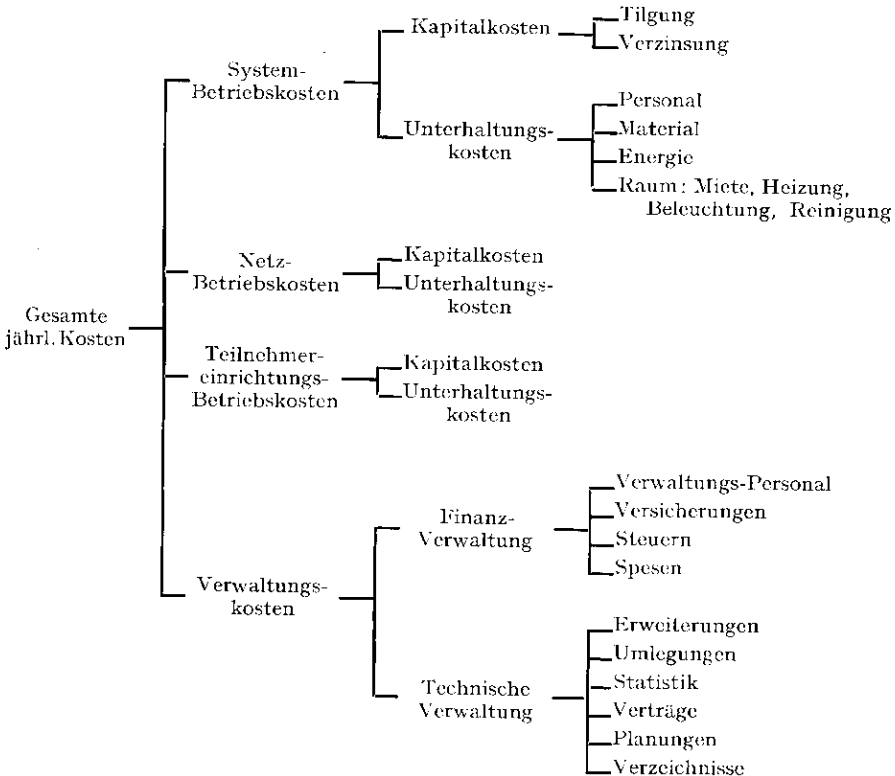 Gesamte
jährl. Kosten
System-
Betriebskosten
Kapitalkosten
Tilgung
Verzinsung
Unterhaltungs-
kosten
Personal
Material
Energie
Raum: Miete, Heizung,
Beleuchtung, Reinigung
Netz-
Betriebskosten
Kapitalkosten
Unterhaltungs-
kosten
Teilnehmer-
einrichtungs-
Betriebskosten
Kapitalkosten
Unterhaltungs-
kosten
Verwaltungs-
kosten
Finanz-
Verwaltung
Verwaltungs-Personal
Versicherungen
Steuern
Spesen
Technische
Verwaltung
Erweiterungen
Umlegungen
Statistik
Verträge
Planungen
Verzeichnisse